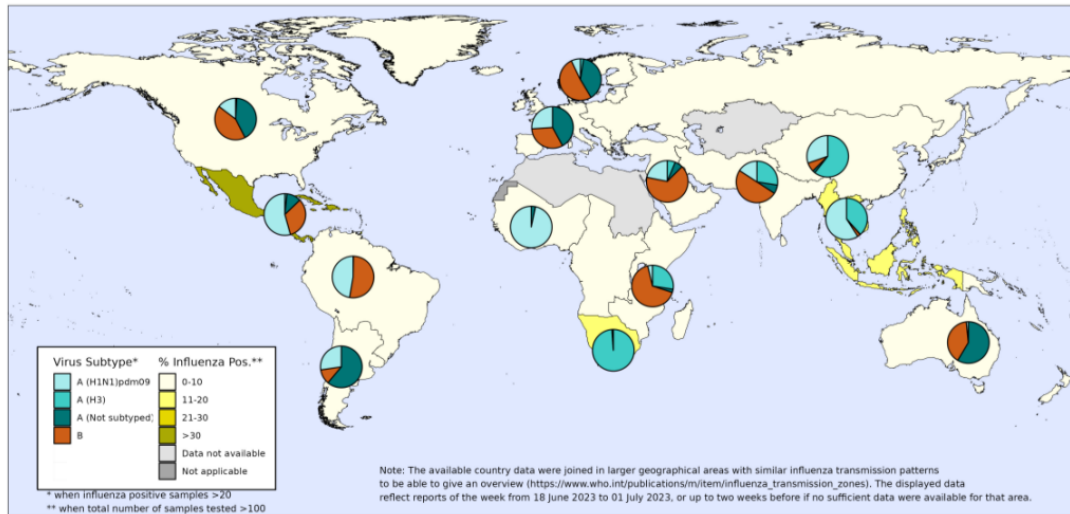 Virus Subtype*
A (H1N1)pdm09
A (H3)
A (Not subtyped)
B
% Influenza Pos.**
0-10
11-20
21-30
>30
Data not available
Not applicable
* when influenza positive samples >20
** when total number of samples tested >100
Note: The available country data were joined in larger geographical areas with similar influenza transmission patterns
to be able to give an overview (https://www.who.int/publications/m/item/influenza_transmission_zones). The displayed data
reflect reports of the week from 18 June 2023 to 01 July 2023, or up to two weeks before if no sufficient data were available for that area.